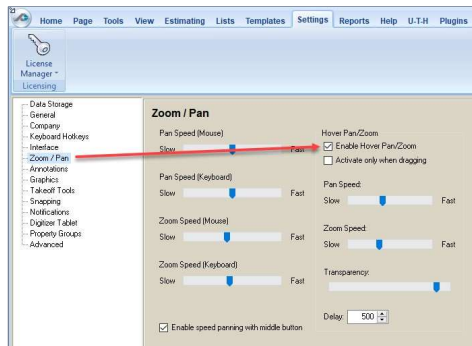 23
Home Page Tools View Estimating Lists Templates Settings Reports Help U-T-H Plugins
License
Manager
Licensing
Data Storage
General
Company
Keyboard Hotkeys
Interface
Zoom / Pan
Annotations
Graphics
Takeoff Tools
Snapping
Notifications
Digitizer Tablet
Property Groups
Advanced
Zoom / Pan
Pan Speed (Mouse)
Slow Fast
Pan Speed (Keyboard)
Slow Fast
Zoom Speed (Mouse)
Slow Fast
Zoom Speed (Keyboard)
Slow Fast
Enable speed panning with middle button
Hover Pan/Zoom
Enable Hover Pan/Zoom
Activate only when dragging
Pan Speed:
Slow Fast
Zoom Speed:
Slow Fast
Transparency:
Delay: 500